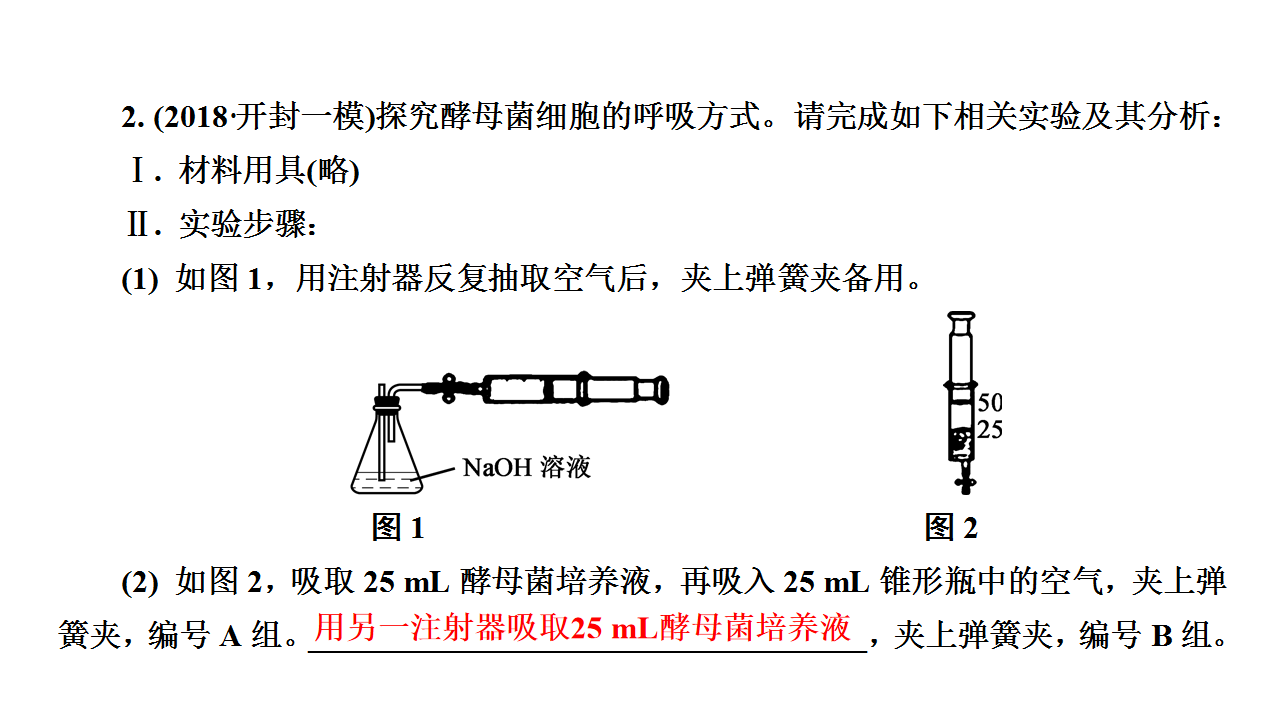 2. (2018·开封一模)探究酵母菌细胞的呼吸方式。请完成如下相关实验及其分析：
Ⅰ. 材料用具(略)
Ⅱ. 实验步骤：
(1) 如图 1，用注射器反复抽取空气后，夹上弹簧夹备用。
50
25
NaOH 溶液
图 1
图 2
(2) 如图 2，吸取 25 mL 酵母菌培养液，再吸入 25 mL 锥形瓶中的空气，夹上弹
簧夹，编号 A 组。用另一注射器吸取25 mL酵母菌培养液，夹上弹簧夹，编号 B 组。